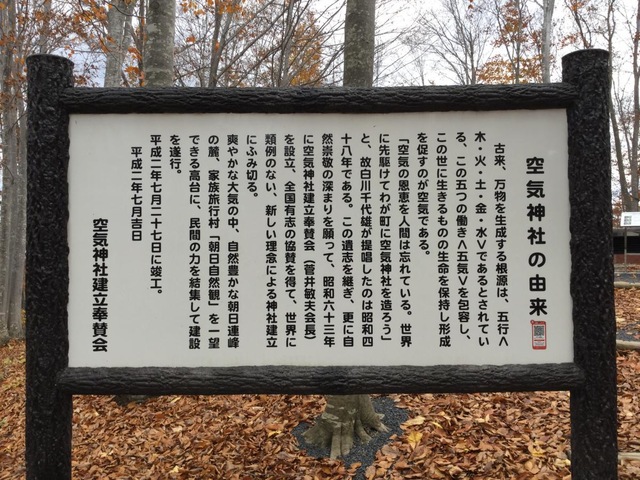 空気神社の由来
古来、万物を生成する根源は、五行＜
木・火・土・金・水＞であるとされてい
る、この五つの働き＜五気＞を包容し、
この世に生きるものの生命を保持し形成
を促すのが空気である。
「空気の恩恵を人間は忘れている。世界
に先駆けてわが町に空気神社を造ろう」
と、故白川千代雄が提唱したのは昭和四
十八年である。この遺志を継ぎ、更に自
然崇敬の深まりを願って、昭和六十三年
に空気神社建立奉賛会（菅井敏夫会長）
を設立、全国有志の協賛を得て、世界に
類例のない、新しい理念による神社建立
にふみ切る。
爽やかな大気の中、自然豊かな朝日連峰
の麓、家族旅行村「朝日自然観」を一望
できる高台に、民間の力を結集して建設
を遂行。
平成二年七月二十七日に竣工。
平成二年七月吉日
空気神社建立奉賛会